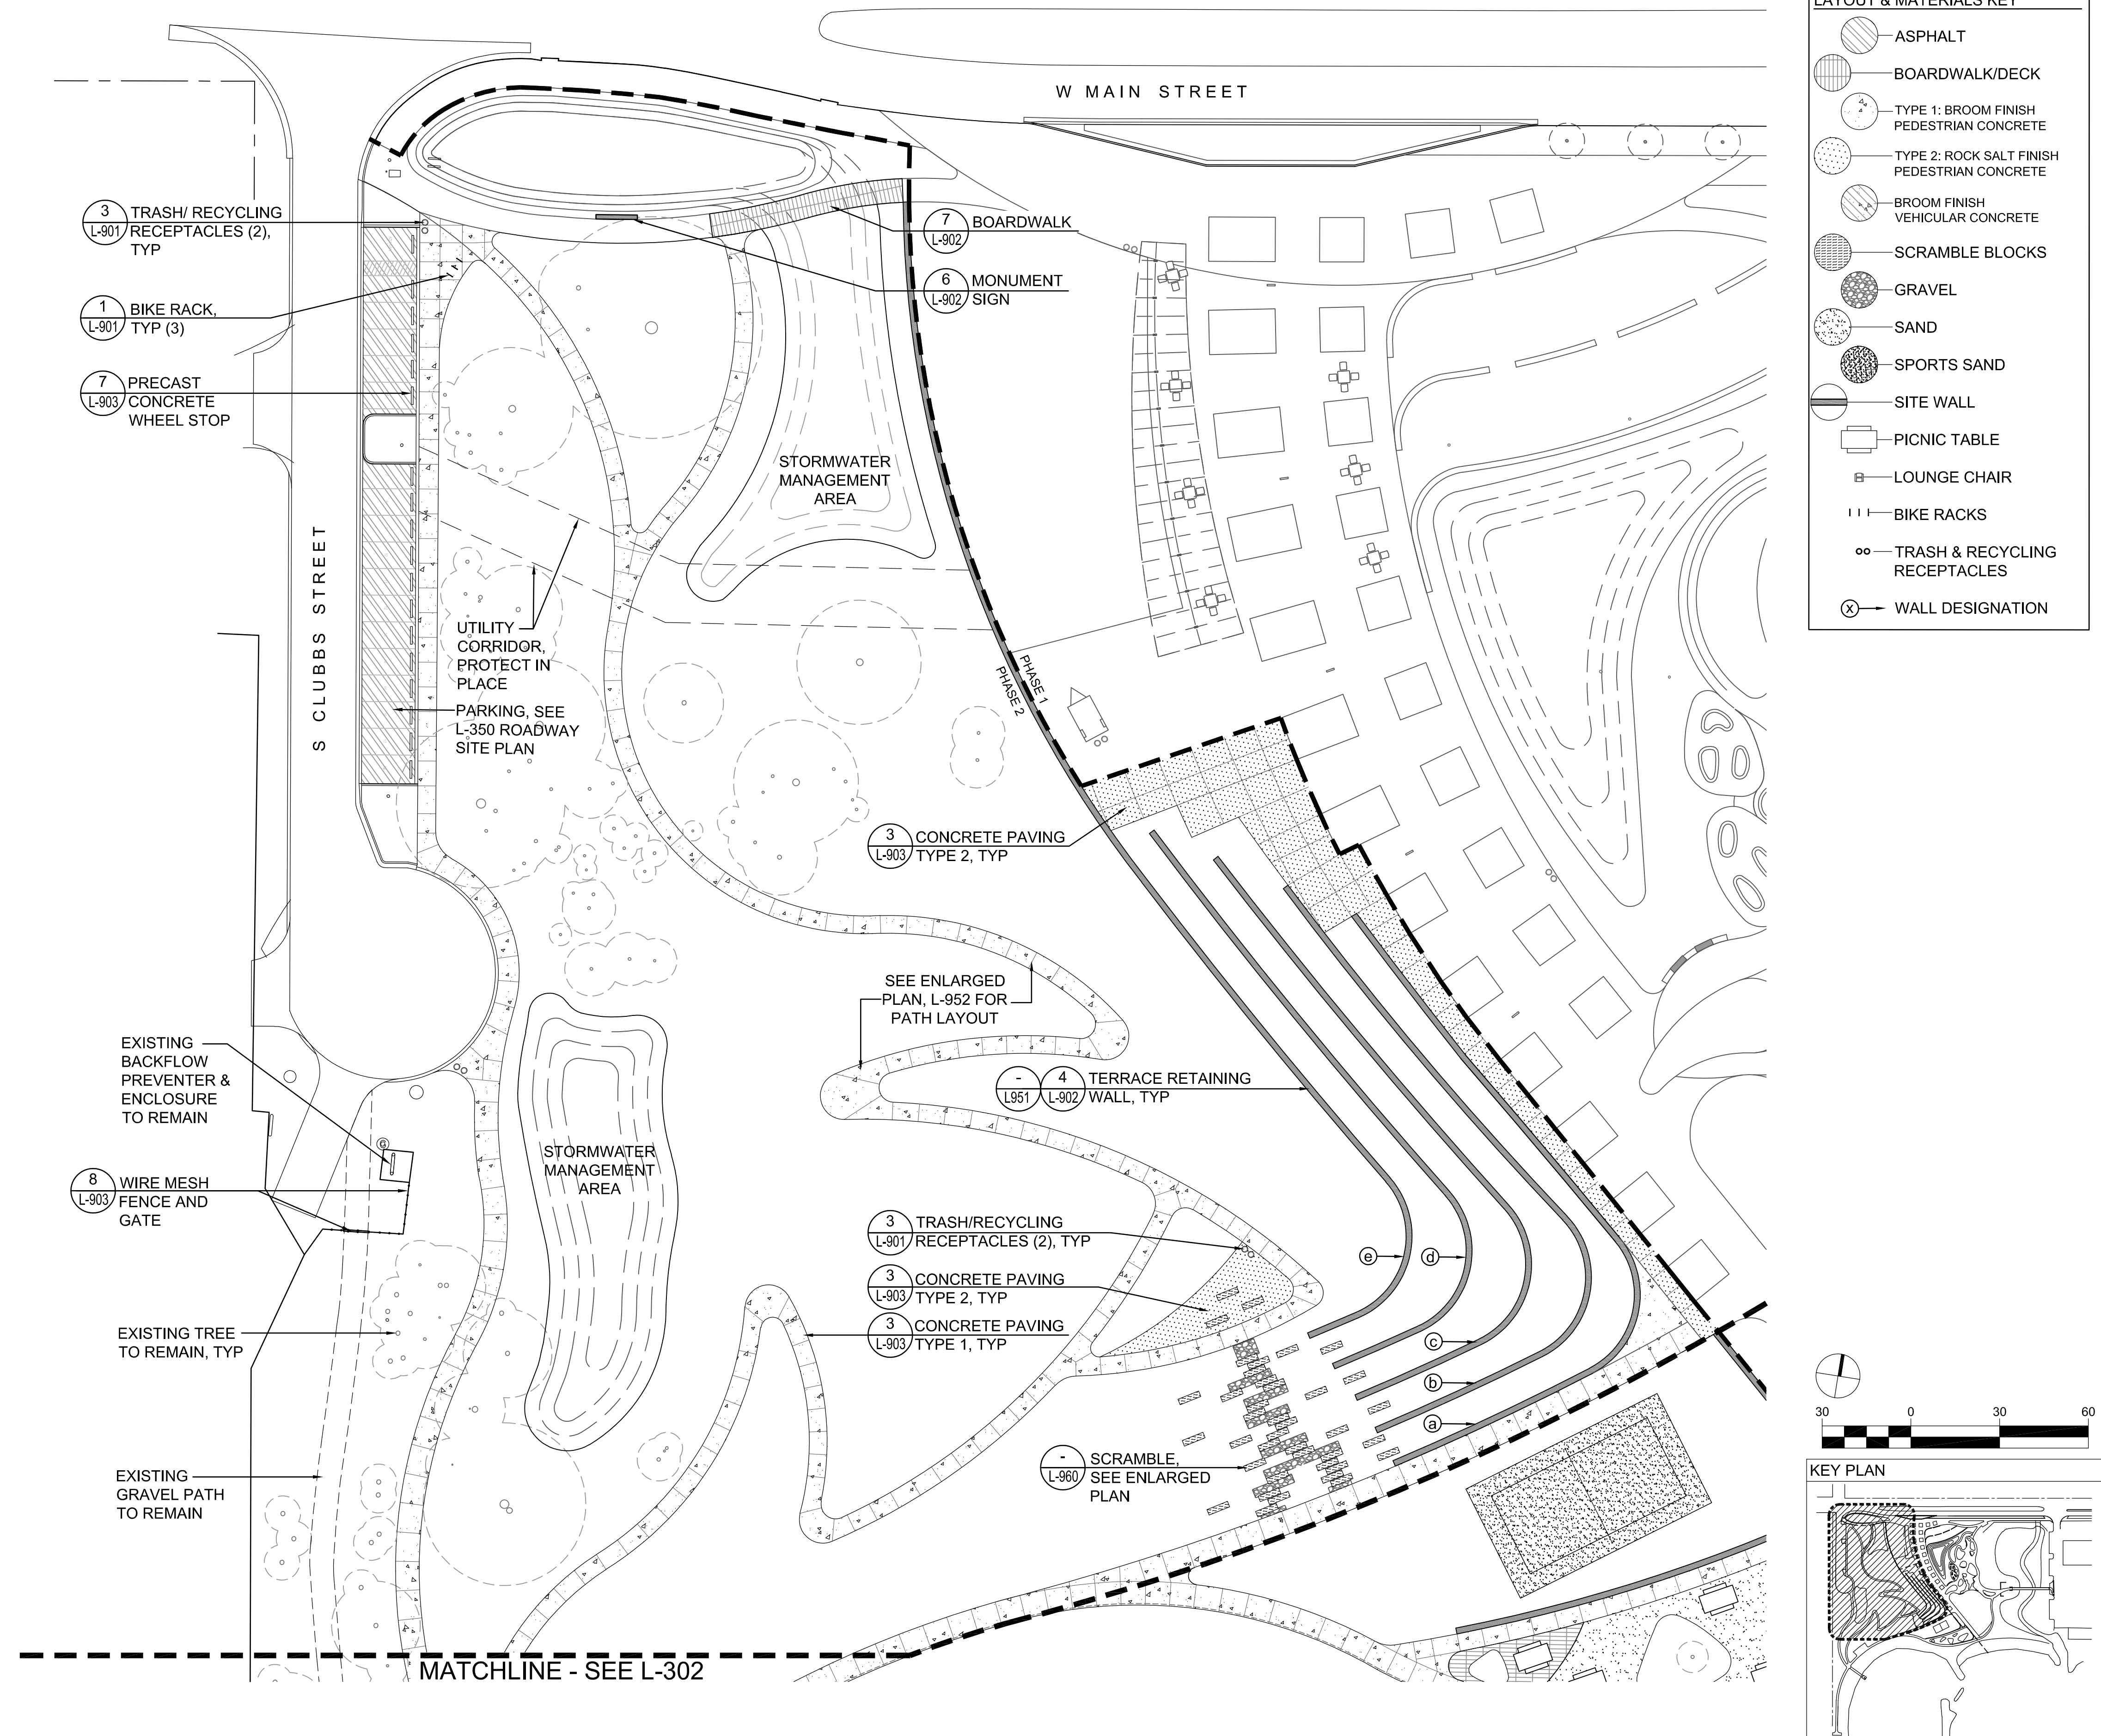 W MAIN STREET
3
L-901
TRASH/ RECYCLING
RECEPTACLES (2),
TYP
1
L-901
BIKE RACK,
TYP (3)
7
L-903
PRECAST
CONCRETE
WHEEL STOP
7
L-902
BOARDWALK
6
L-902
MONUMENT
SIGN
STORMWATER
MANAGEMENT
AREA
S CLUBBS STREET
UTILITY
CORRIDOR,
PROTECT IN
PLACE
PARKING, SEE
L-350 ROADWAY
SITE PLAN
PHASE 1
PHASE 2
3
L-903
CONCRETE PAVING
TYPE 2, TYP
SEE ENLARGED
PLAN, L-952 FOR
PATH LAYOUT
EXISTING
BACKFLOW
PREVENTER &
ENCLOSURE
TO REMAIN
-
L951
4
L-902
TERRACE RETAINING
WALL, TYP
G
8
L-903
WIRE MESH
FENCE AND
GATE
STORMWATER
MANAGEMENT
AREA
3
L-901
TRASH/RECYCLING
RECEPTACLES (2), TYP
3
L-903
CONCRETE PAVING
TYPE 2, TYP
3
L-903
CONCRETE PAVING
TYPE 1, TYP
e
d
c
b
a
EXISTING TREE
TO REMAIN, TYP
-
L-960
SCRAMBLE,
SEE ENLARGED
PLAN
EXISTING
GRAVEL PATH
TO REMAIN
MATCHLINE - SEE L-302
LAYOUT & MATERIALS KEY
ASPHALT
BOARDWALK/DECK
TYPE 1: BROOM FINISH
PEDESTRIAN CONCRETE
TYPE 2: ROCK SALT FINISH
PEDESTRIAN CONCRETE
BROOM FINISH
VEHICULAR CONCRETE
SCRAMBLE BLOCKS
GRAVEL
SAND
SPORTS SAND
SITE WALL
PICNIC TABLE
LOUNGE CHAIR
BIKE RACKS
TRASH & RECYCLING
RECEPTACLES
X
WALL DESIGNATION
30 0 30 60
KEY PLAN